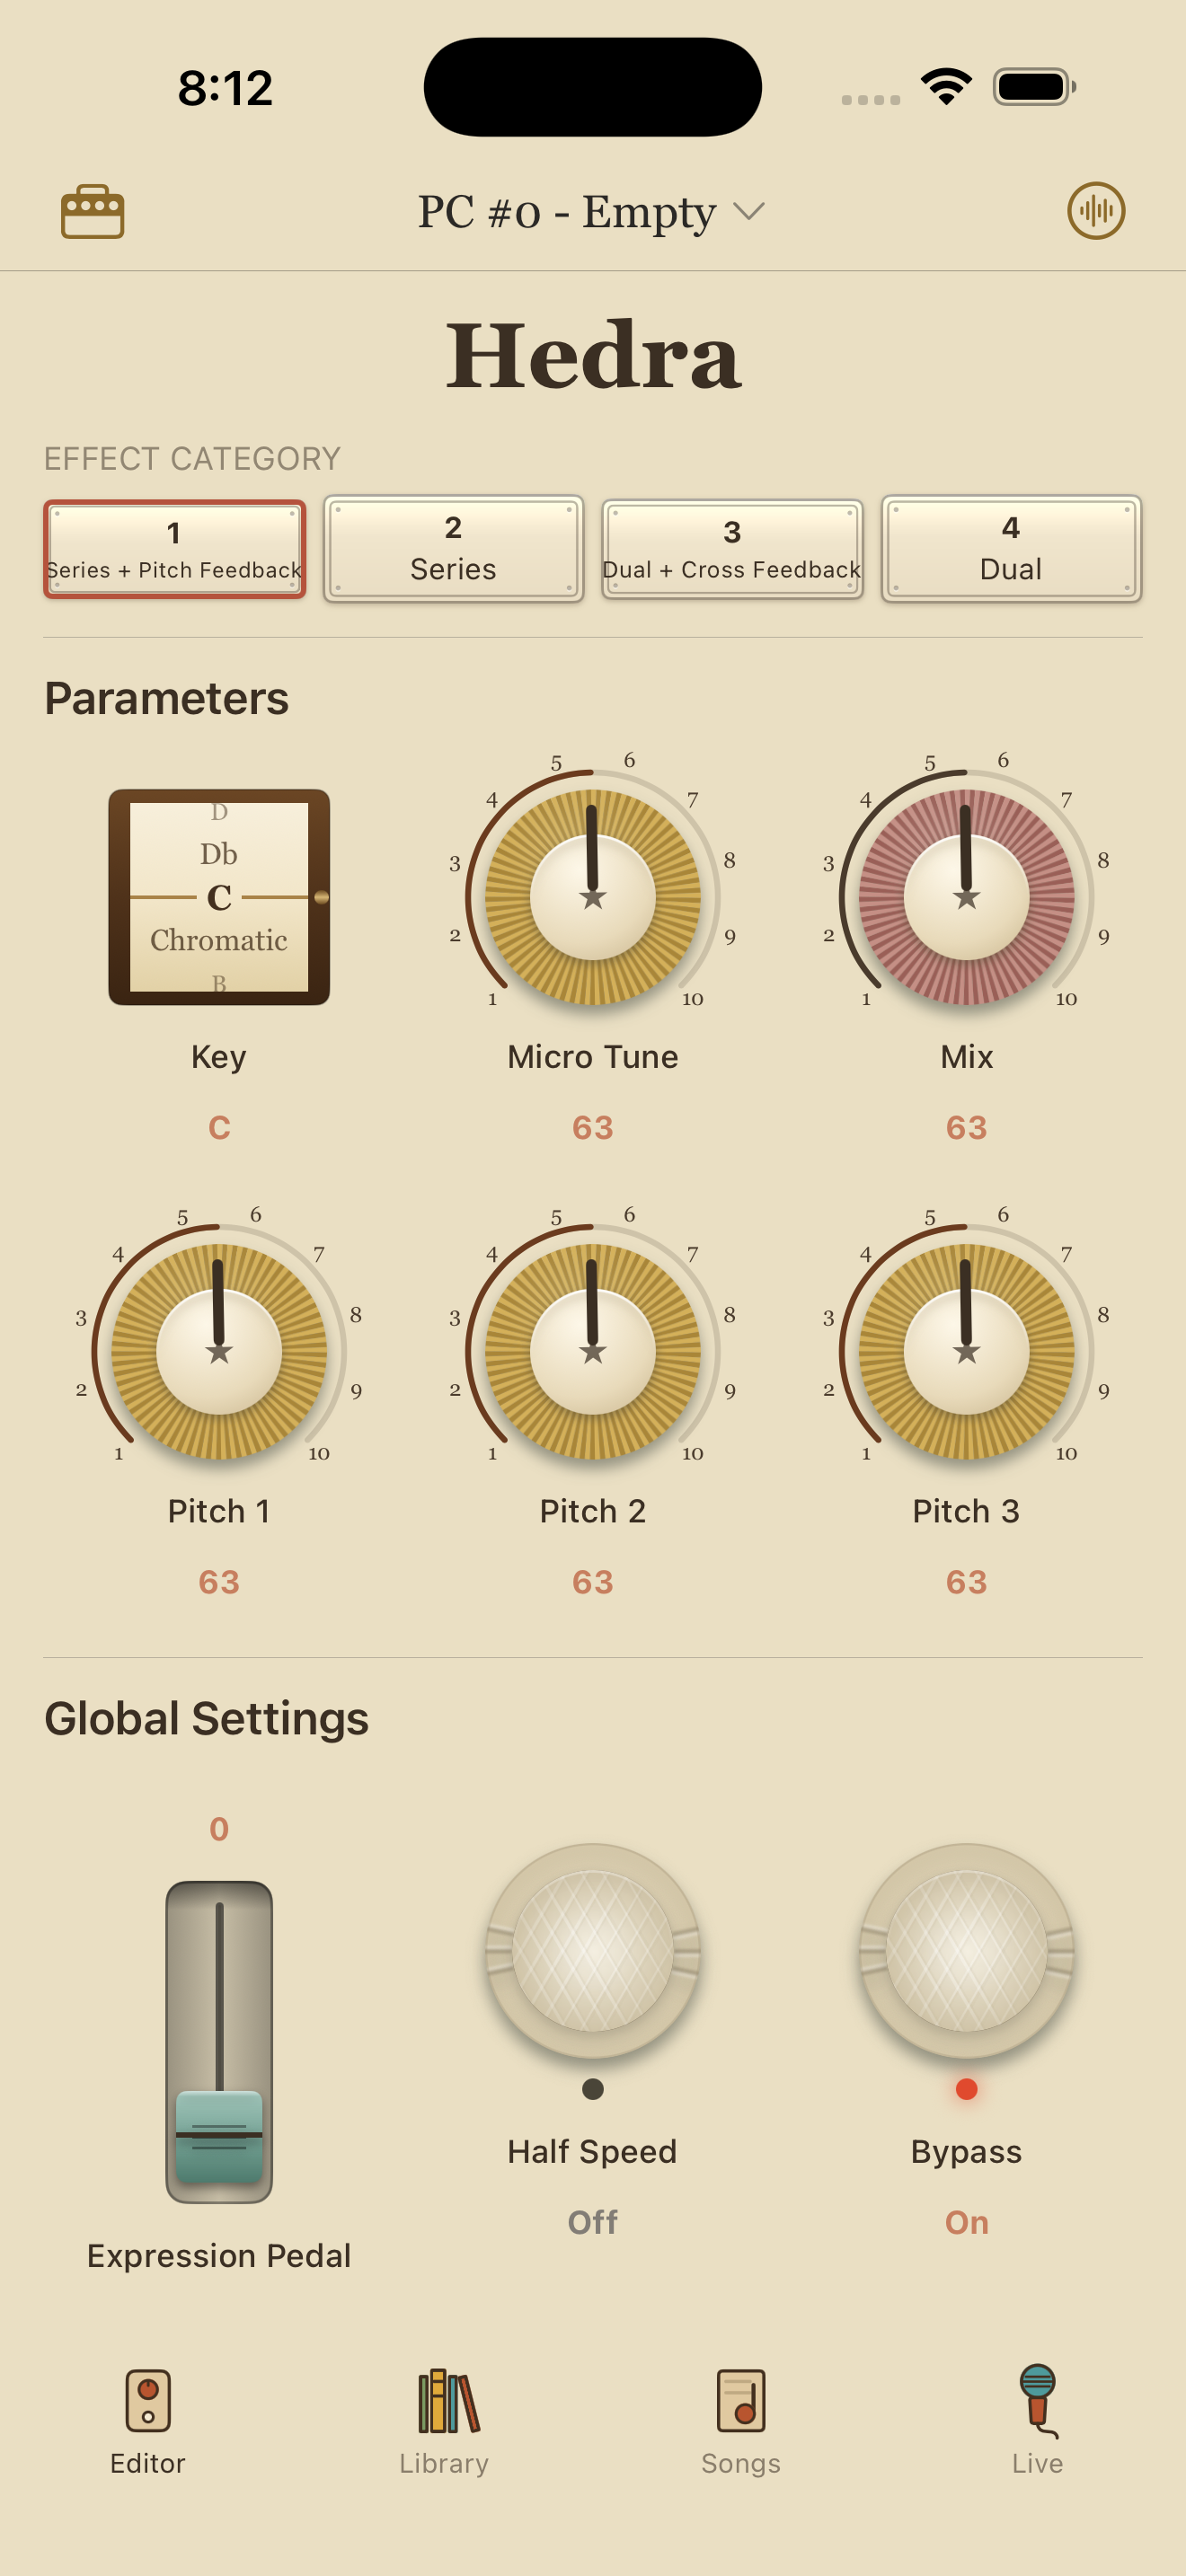 8:12
PC #0 - Empty
Hedra
EFFECT CATEGORY
1
Series + Pitch Feedback
2
Series
3
Dual + Cross Feedback
4
Dual
Parameters
D
Db
C
Chromatic
B
Key
C
1 2 3 4 5 6 7 8 9 10
Micro Tune
63
1 2 3 4 5 6 7 8 9 10
Mix
63
1 2 3 4 5 6 7 8 9 10
Pitch 1
63
1 2 3 4 5 6 7 8 9 10
Pitch 2
63
1 2 3 4 5 6 7 8 9 10
Pitch 3
63
Global Settings
0
Expression Pedal
Half Speed
Off
Bypass
On
Editor
Library
Songs
Live